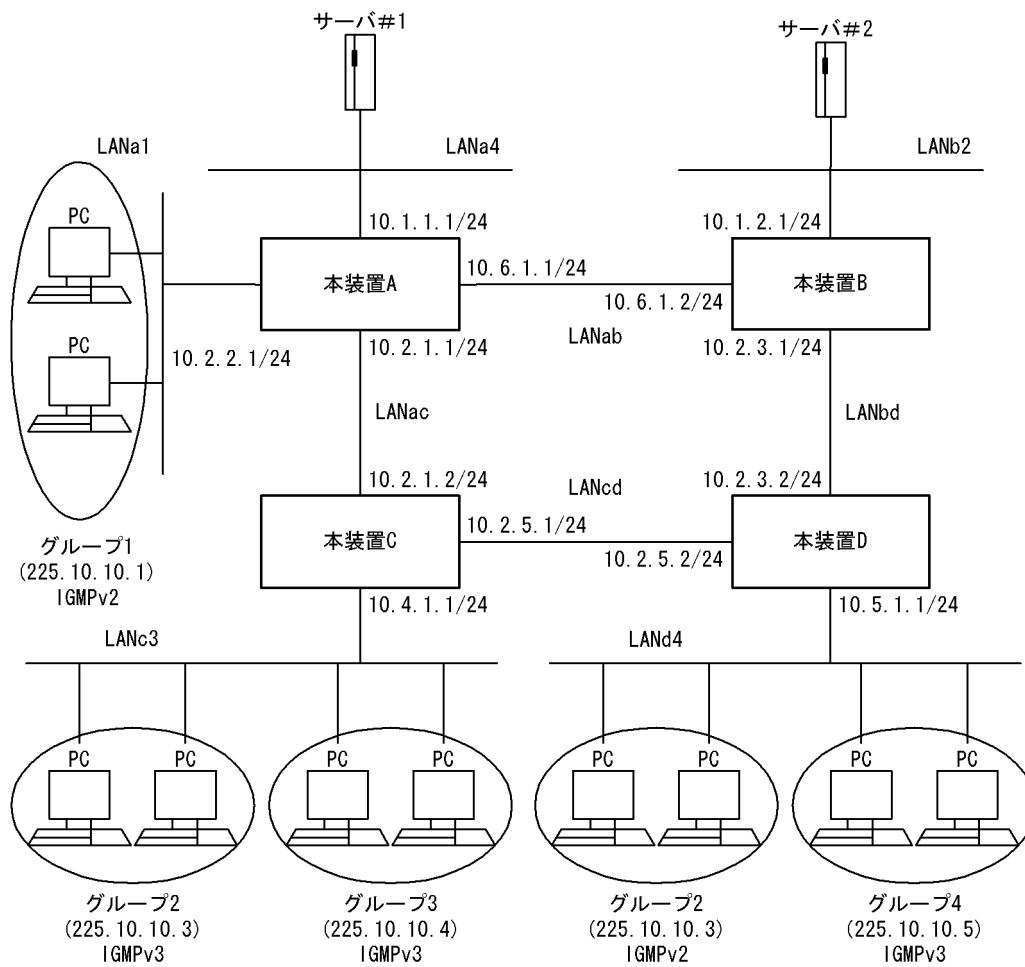 サーバ#1
サーバ#2
LANa1
LANa4
LANb2
PC
10.1.1.1/24
10.1.2.1/24
本装置A
10.6.1.1/24
本装置B
10.6.1.2/24
PC
10.2.2.1/24
10.2.1.1/24
LANab
10.2.3.1/24
LANac
LANbd
10.2.1.2/24
LANcd
10.2.3.2/24
本装置C
10.2.5.1/24
本装置D
10.2.5.2/24
グループ1
(225.10.10.1)
IGMPv2
10.4.1.1/24
10.5.1.1/24
LANc3
LANd4
PC
PC
PC
PC
PC
PC
PC
PC
グループ2
(225.10.10.3)
IGMPv3
グループ3
(225.10.10.4)
IGMPv3
グループ2
(225.10.10.3)
IGMPv2
グループ4
(225.10.10.5)
IGMPv3